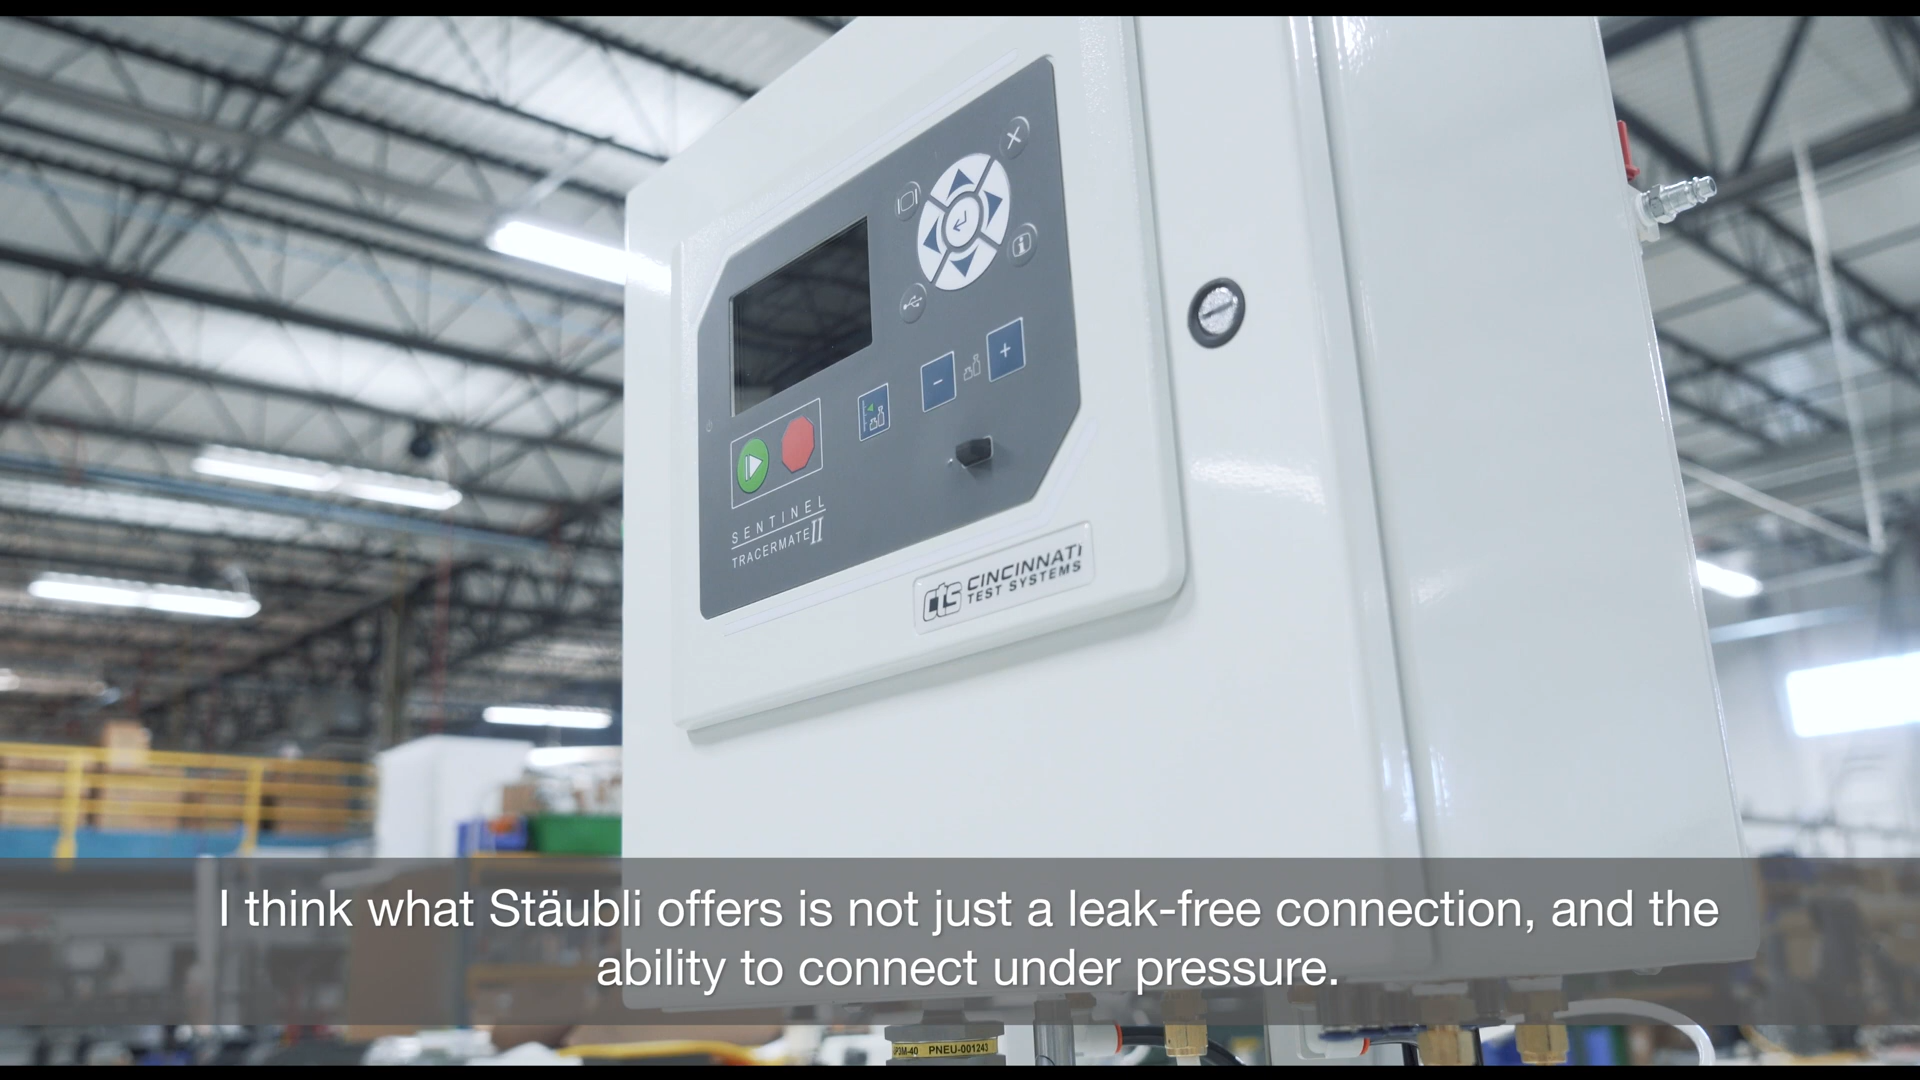 SENTINEL
TRACERMATE II
cts CINCINNATI
TEST SYSTEMS
I think what Stäubli offers is not just a leak-free connection, and the
ability to connect under pressure.
PNEU-001243